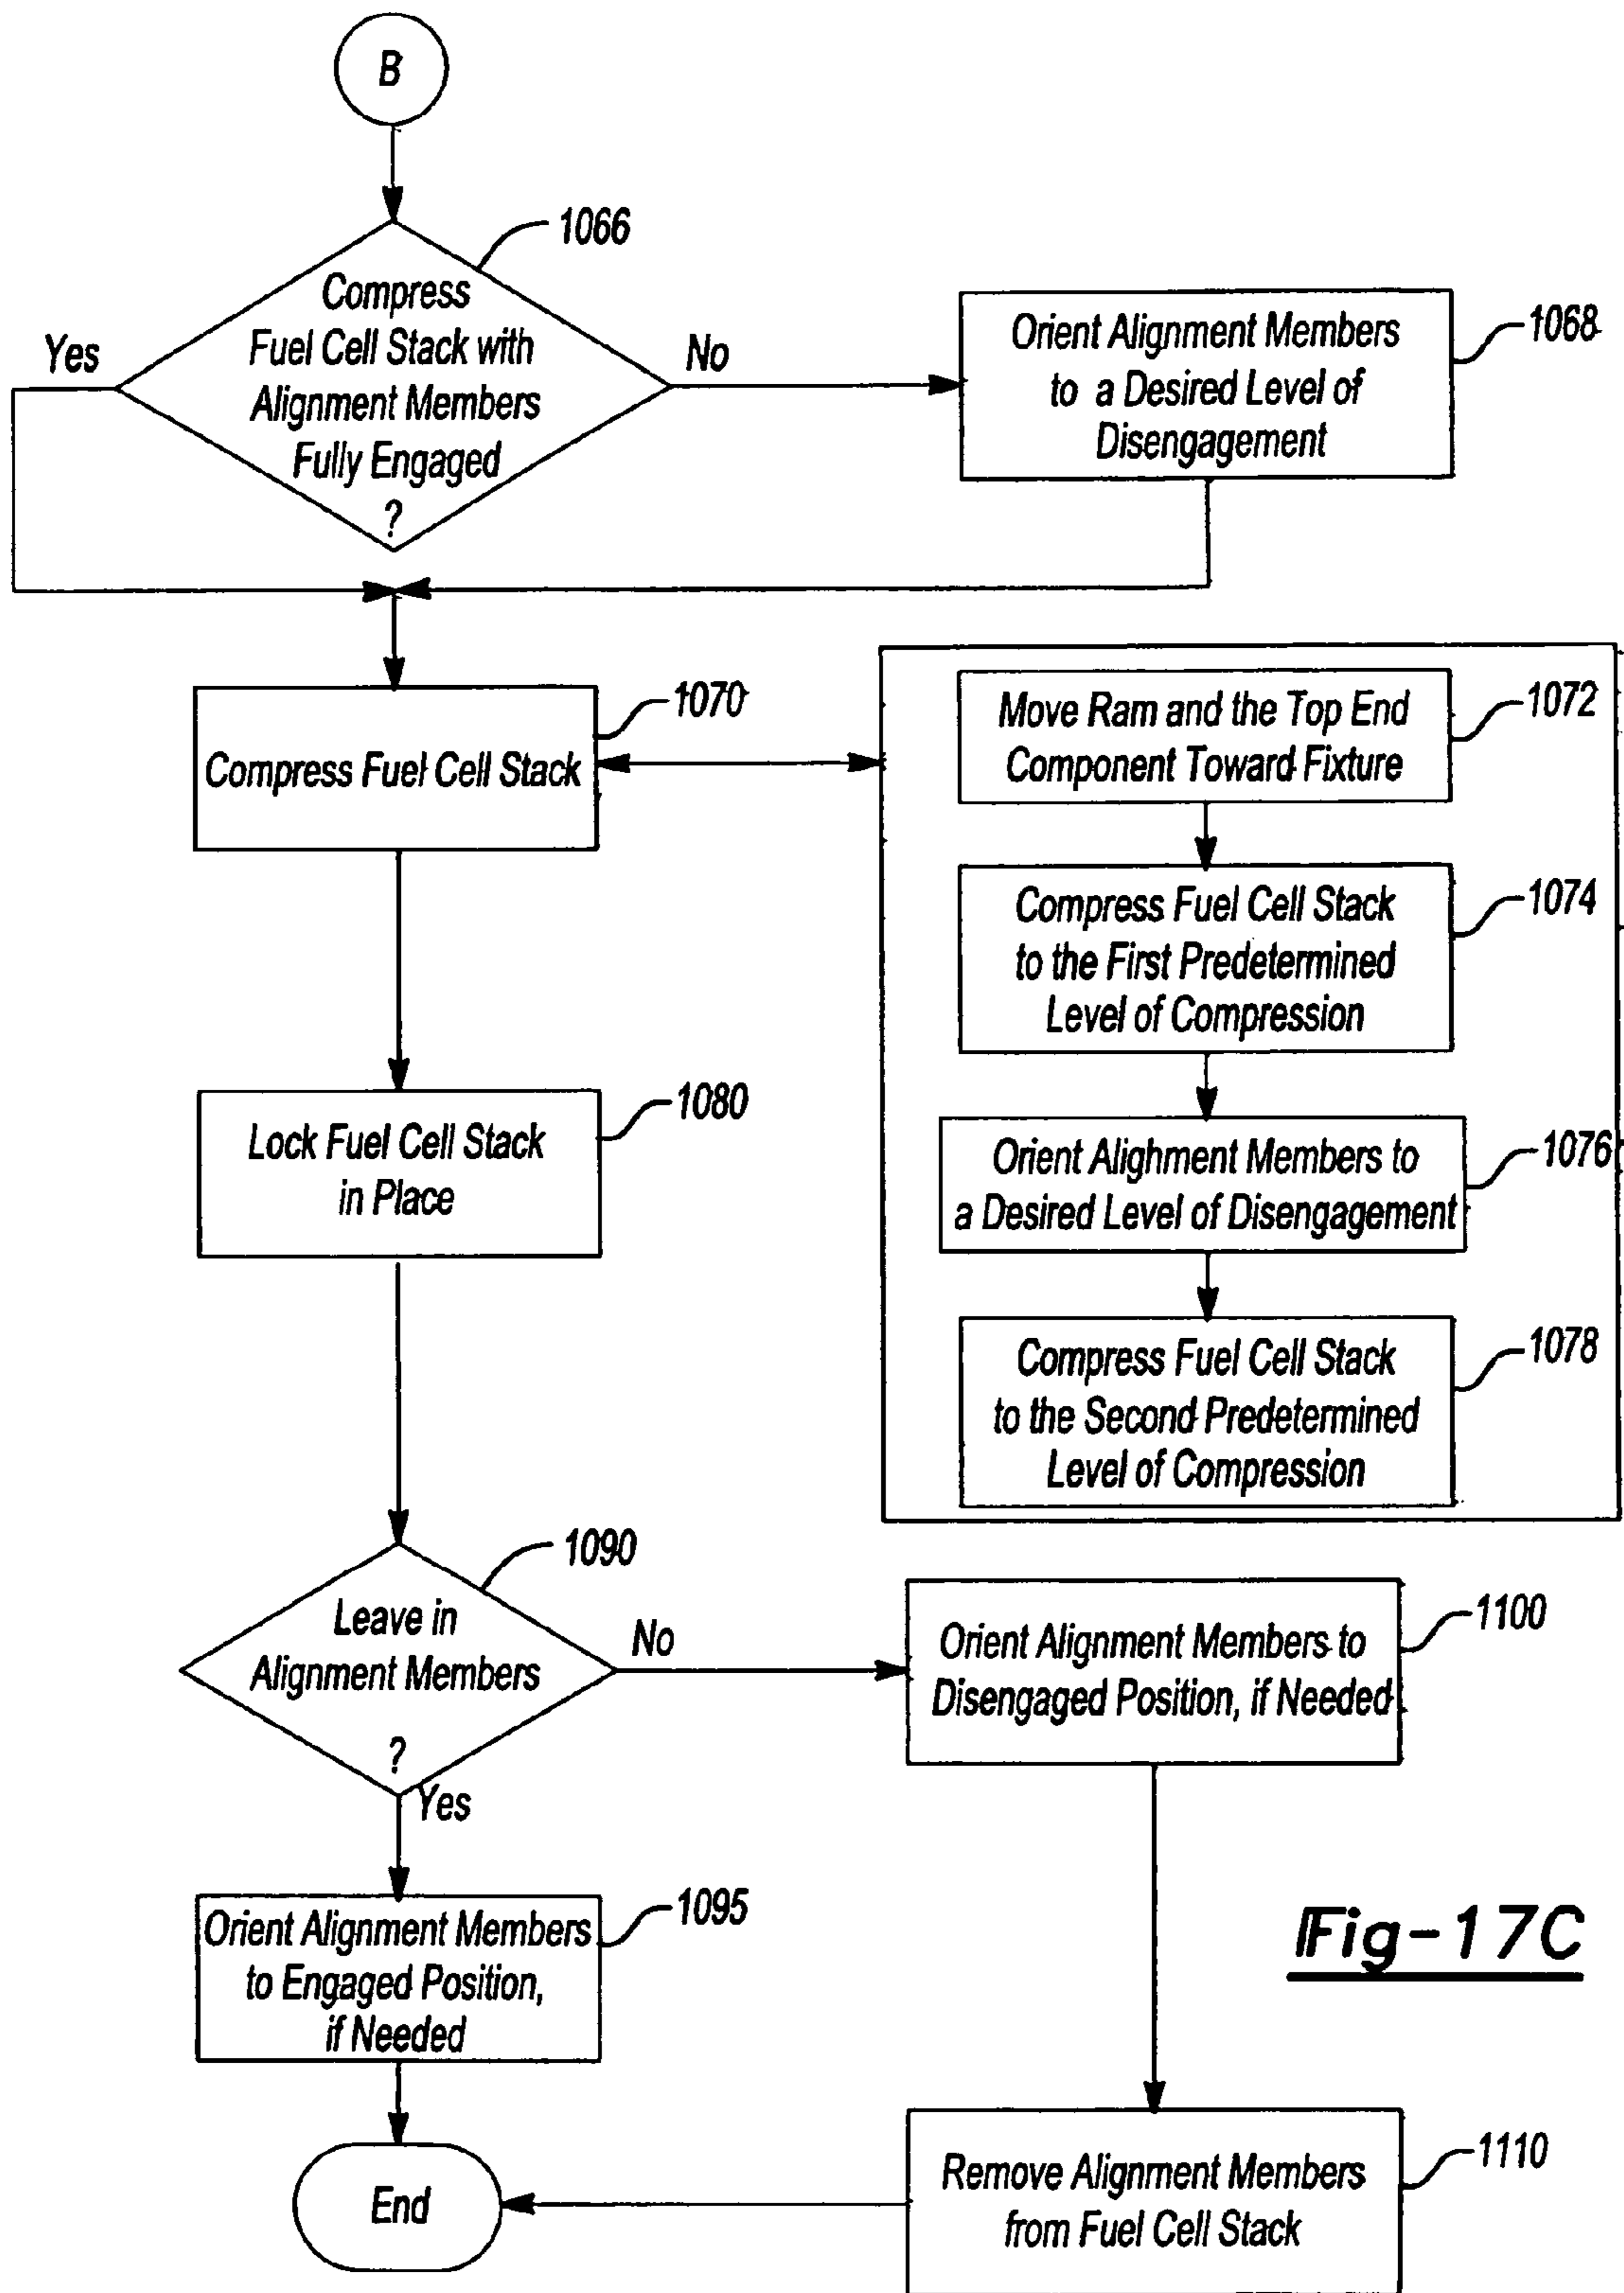 B
1066
Compress
Fuel Cell Stack with
Alignment Members
Fully Engaged
?
Yes
No
Orient Alignment Members
to a Desired Level of
Disengagement
1068
Compress Fuel Cell Stack
1070
Move Ram and the Top End
Component Toward Fixture
1072
Compress Fuel Cell Stack
to the First Predetermined
Level of Compression
1074
Orient Alighment Members to
a Desired Level of Disengagement
1076
Compress Fuel Cell Stack
to the Second Predetermined
Level of Compression
1078
Lock Fuel Cell Stack
in Place
1080
1090
Leave in
Alignment Members
?
No
Yes
Orient Alignment Members to
Disengaged Position, if Needed
1100
Orient Alignment Members
to Engaged Position,
if Needed
1095
Fig-17C
End
Remove Alignment Members
from Fuel Cell Stack
1110